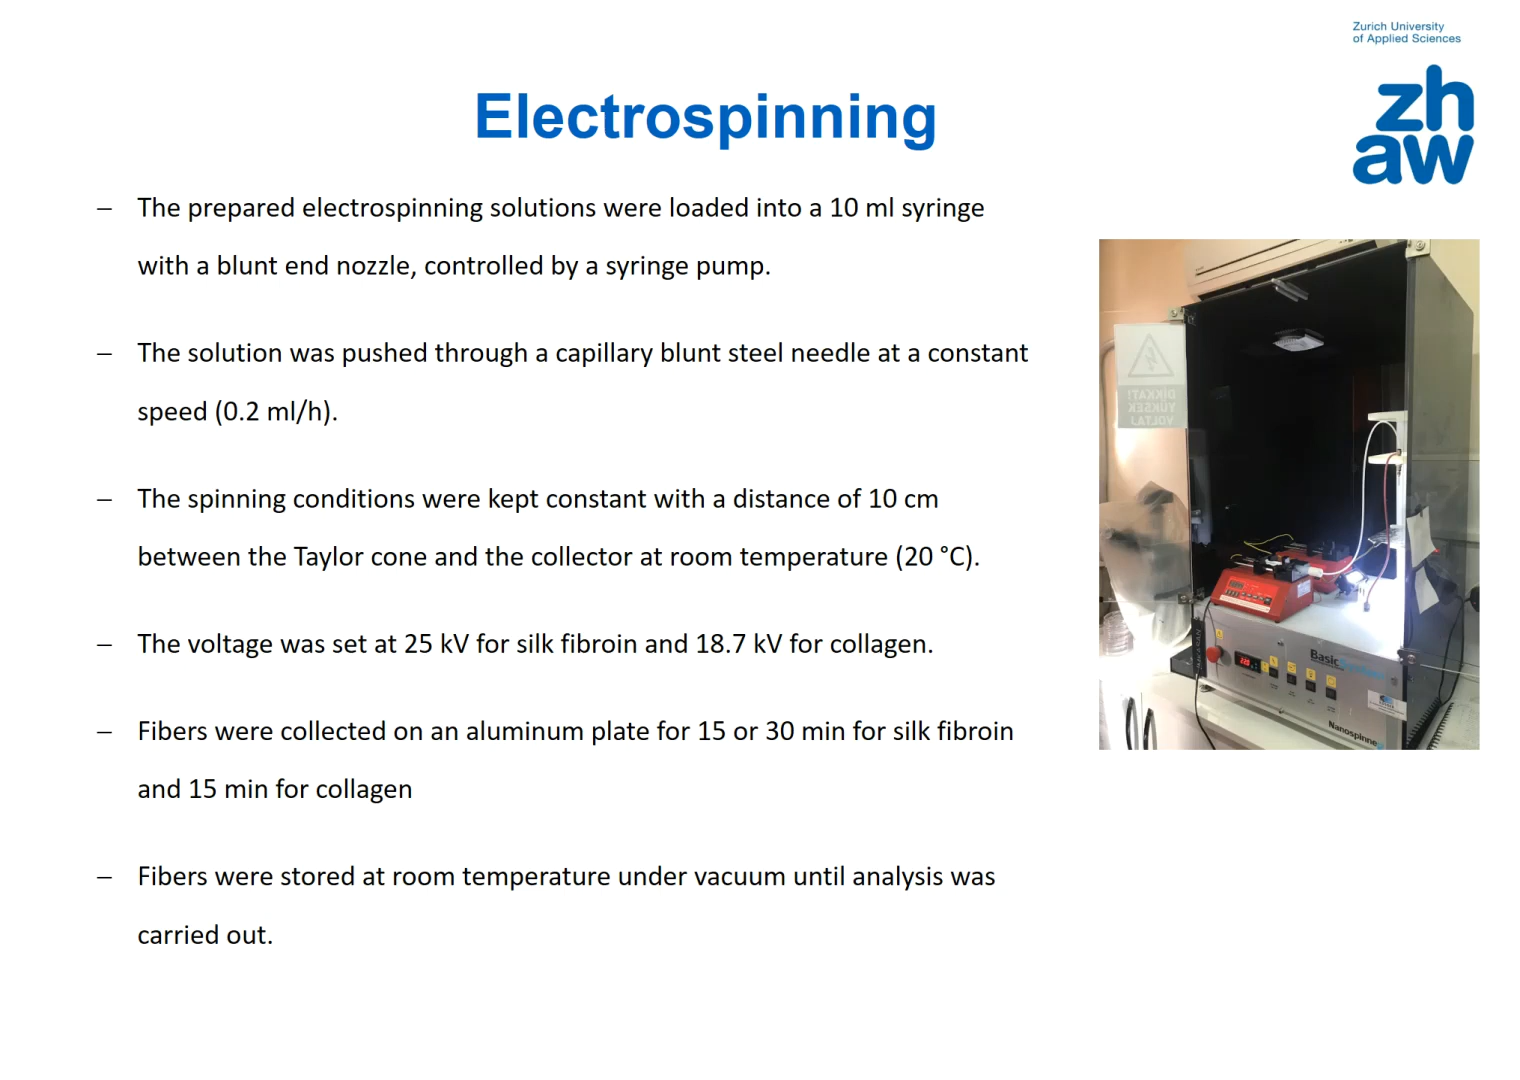 Zurich University
of Applied Sciences
zh
aw
Electrospinning
– The prepared electrospinning solutions were loaded into a 10 ml syringe
with a blunt end nozzle, controlled by a syringe pump.
– The solution was pushed through a capillary blunt steel needle at a constant
speed (0.2 ml/h).
– The spinning conditions were kept constant with a distance of 10 cm
between the Taylor cone and the collector at room temperature (20 °C).
– The voltage was set at 25 kV for silk fibroin and 18.7 kV for collagen.
– Fibers were collected on an aluminum plate for 15 or 30 min for silk fibroin
and 15 min for collagen
– Fibers were stored at room temperature under vacuum until analysis was
carried out.
DİKKAT!
YÜKSEK
VOLTAJ
Basic
Nanospinner